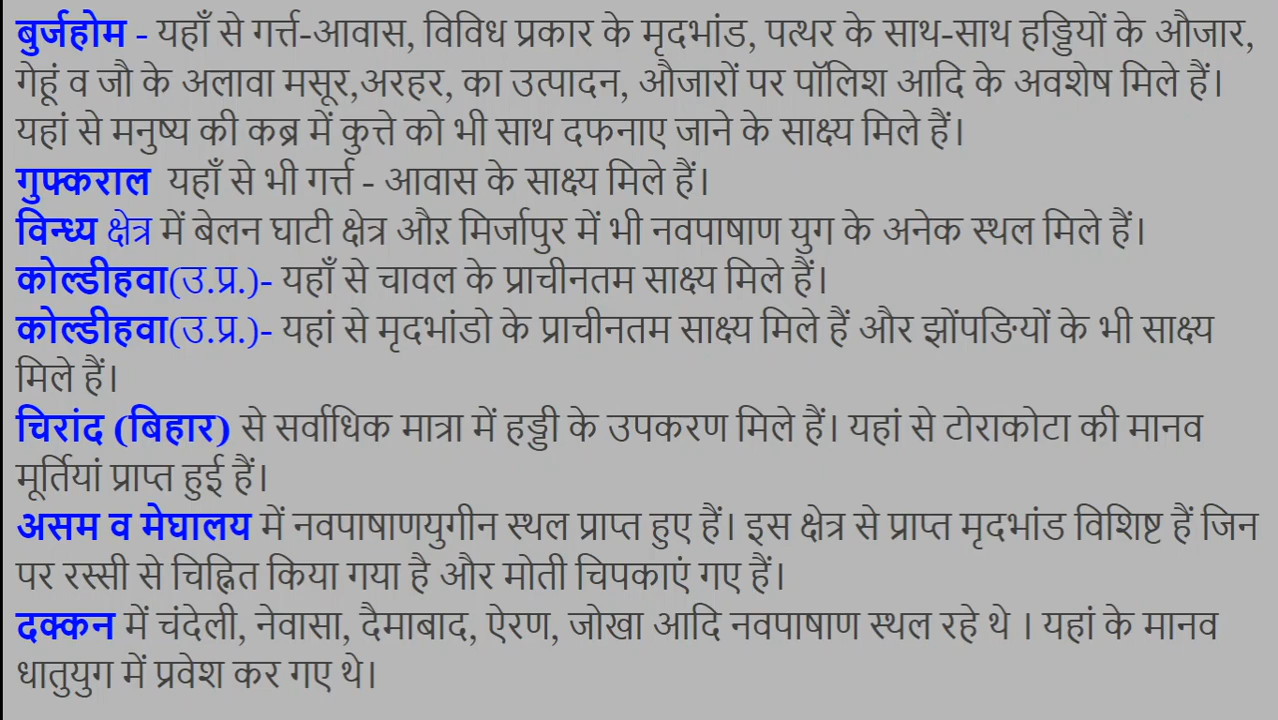 बुर्जहोम - यहाँ से गर्त्त-आवास, विविध प्रकार के मृदभांड, पत्थर के साथ-साथ हड्डियों के औजार,
गेहूं व जौ के अलावा मसूर,अरहर, का उत्पादन, औजारों पर पॉलिश आदि के अवशेष मिले हैं।
यहां से मनुष्य की कब्र में कुत्ते को भी साथ दफनाए जाने के साक्ष्य मिले हैं।
गुफ्कराल यहाँ से भी गर्त्त - आवास के साक्ष्य मिले हैं।
विन्ध्य क्षेत्र में बेलन घाटी क्षेत्र औऱ मिर्जापुर में भी नवपाषाण युग के अनेक स्थल मिले हैं।
कोल्डीहवा(उ.प्र.)- यहाँ से चावल के प्राचीनतम साक्ष्य मिले हैं।
कोल्डीहवा(उ.प्र.)- यहां से मृदभांडो के प्राचीनतम साक्ष्य मिले हैं और झोंपङियों के भी साक्ष्य
मिले हैं।
चिरांद (बिहार) से सर्वाधिक मात्रा में हड्डी के उपकरण मिले हैं। यहां से टोराकोटा की मानव
मूर्तियां प्राप्त हुई हैं।
असम व मेघालय में नवपाषाणयुगीन स्थल प्राप्त हुए हैं। इस क्षेत्र से प्राप्त मृदभांड विशिष्ट हैं जिन
पर रस्सी से चिह्नित किया गया है और मोती चिपकाएं गए हैं।
दक्कन में चंदेली, नेवासा, दैमाबाद, ऐरण, जोखा आदि नवपाषाण स्थल रहे थे । यहां के मानव
धातुयुग में प्रवेश कर गए थे।